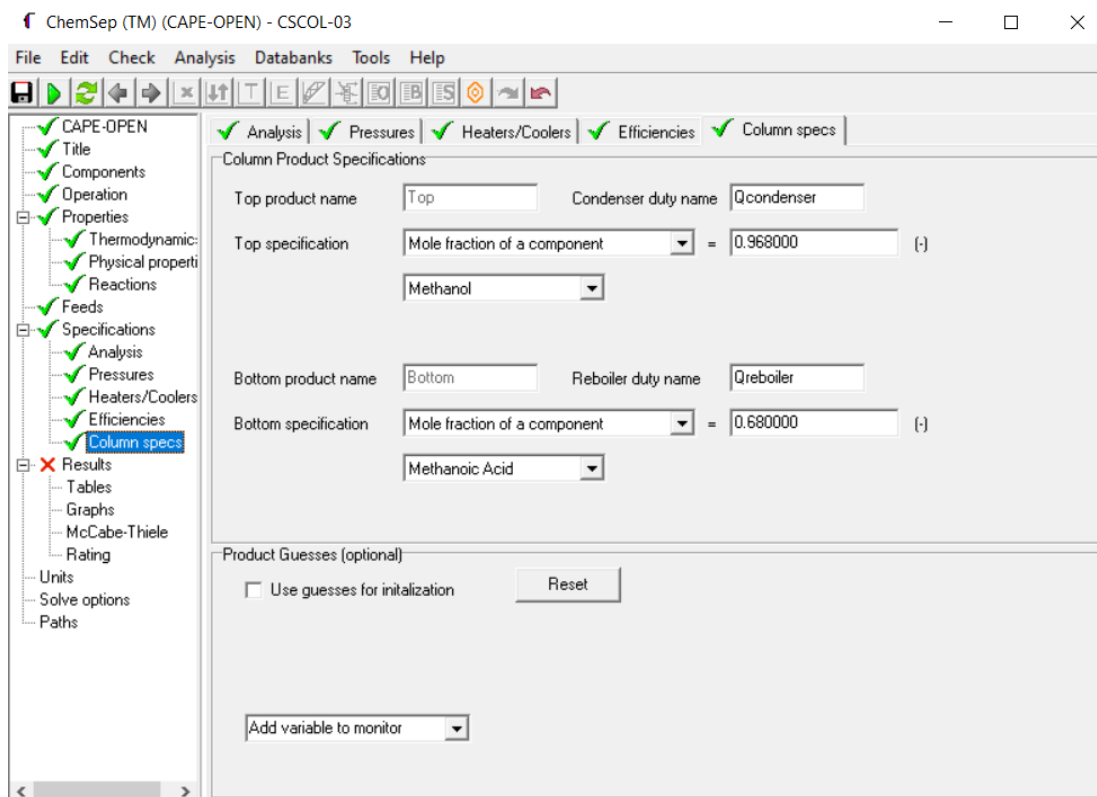 ChemSep (TM) (CAPE-OPEN) - CSCOL-03
File Edit Check Analysis Databanks Tools Help
CAPE-OPEN
Title
Components
Operation
Properties
Thermodynamic:
Physical properti
Reactions
Feeds
Specifications
Analysis
Pressures
Heaters/Coolers
Efficiencies
Column specs
Results
Tables
Graphs
McCabe-Thiele
Rating
Units
Solve options
Paths
Analysis Pressures Heaters/Coolers Efficiencies Column specs
Column Product Specifications
Top product name Top Condenser duty name Qcondenser
Top specification Mole fraction of a component = 0.968000 (-)
Methanol
Bottom product name Bottom Reboiler duty name Qreboiler
Bottom specification Mole fraction of a component = 0.680000 (-)
Methanoic Acid
Product Guesses (optional)
Use guesses for initalization Reset
Add variable to monitor